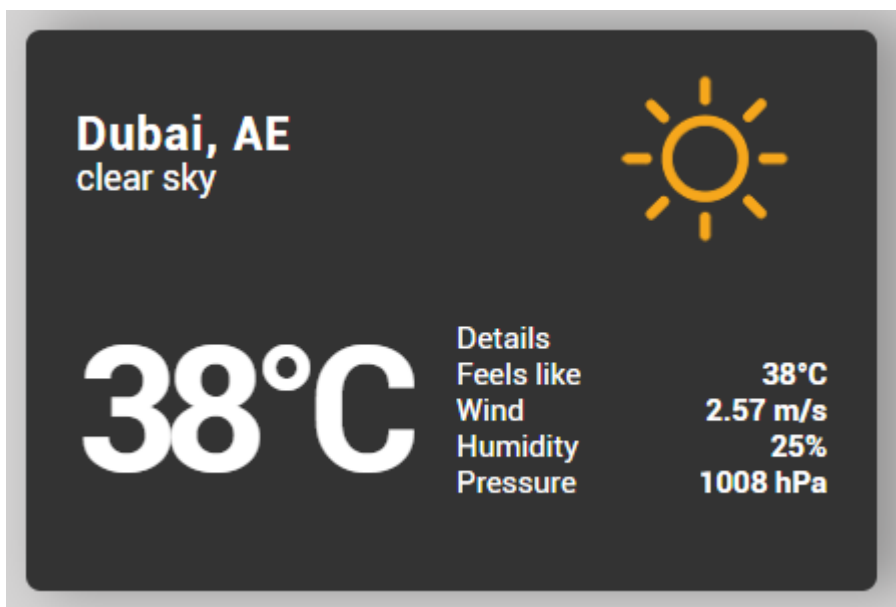 Dubai, AE
clear sky
38°C
Details
Feels like 38°C
Wind 2.57 m/s
Humidity 25%
Pressure 1008 hPa